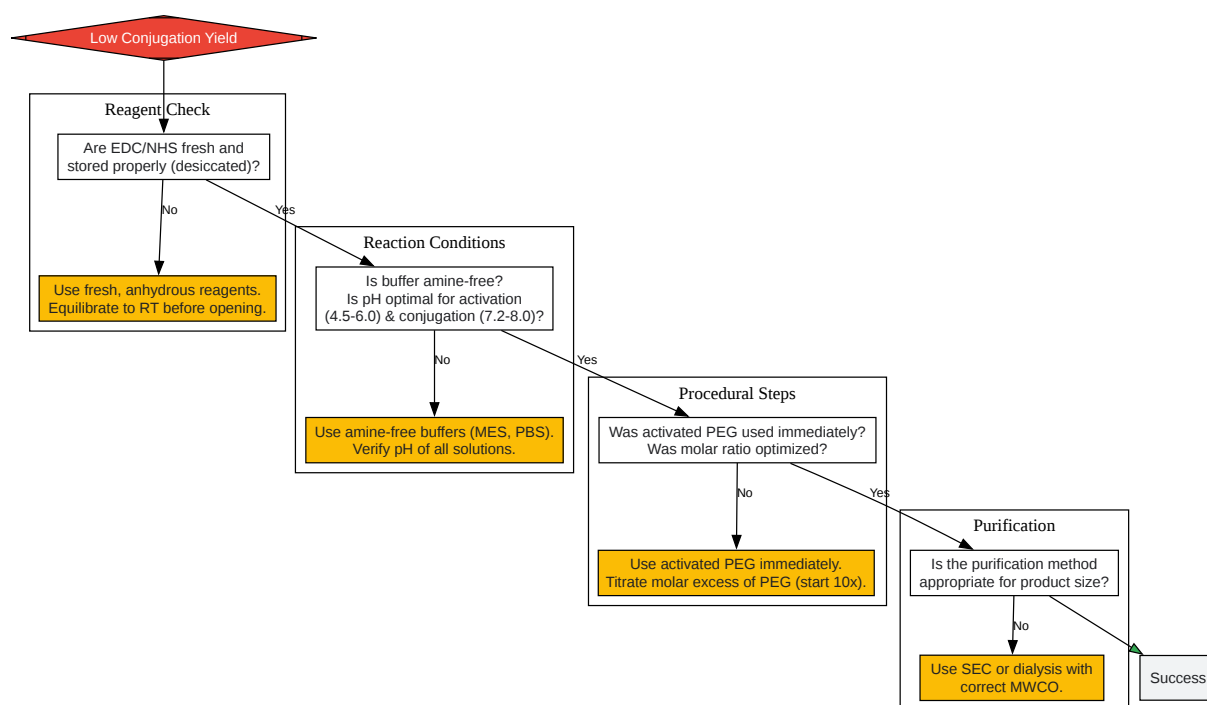 Low Conjugation Yield
Reagent Check
Are EDC/NHS fresh and
stored properly (desiccated)?
No
Yes
Use fresh, anhydrous reagents.
Equilibrate to RT before opening.
Reaction Conditions
Is buffer amine-free?
Is pH optimal for activation
(4.5-6.0) & conjugation (7.2-8.0)?
No
Yes
Use amine-free buffers (MES, PBS).
Verify pH of all solutions.
Procedural Steps
Was activated PEG used immediately?
Was molar ratio optimized?
No
Yes
Use activated PEG immediately.
Titrate molar excess of PEG (start 10x).
Purification
Is the purification method
appropriate for product size?
No
Use SEC or dialysis with
correct MWCO.
Success